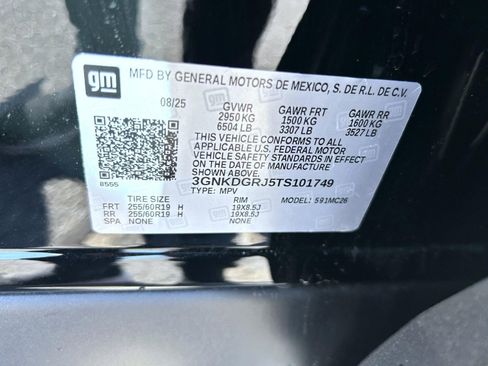 gm
MFD BY GENERAL MOTORS DE MEXICO, S. DE R.L. DE C.V.
08/25 GVWR GAWR FRT GAWR RR
2950 KG 1500 KG 1600 KG
6504 LB 3307 LB 3527 LB
THIS VEHICLE CONFORMS TO ALL
APPLICABLE U.S. FEDERAL MOTOR
VEHICLE SAFETY STANDARDS IN EFFECT
ON THE DATE OF MANUFACTURE
SHOWN ABOVE.
3GNKDGRJ5TS101749
8555 TYPE: MPV MODEL: 591MC26
TIRE SIZE RIM
FRT 255/60R19 H 19X8.5J
RR 255/60R19 H 19X8.5J
SPA NONE NONE